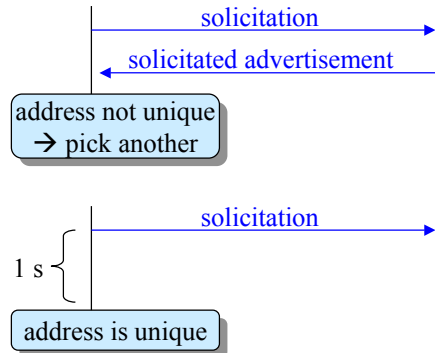 solicitation
solicitated advertisement
address not unique
→ pick another
solicitation
1 s
address is unique